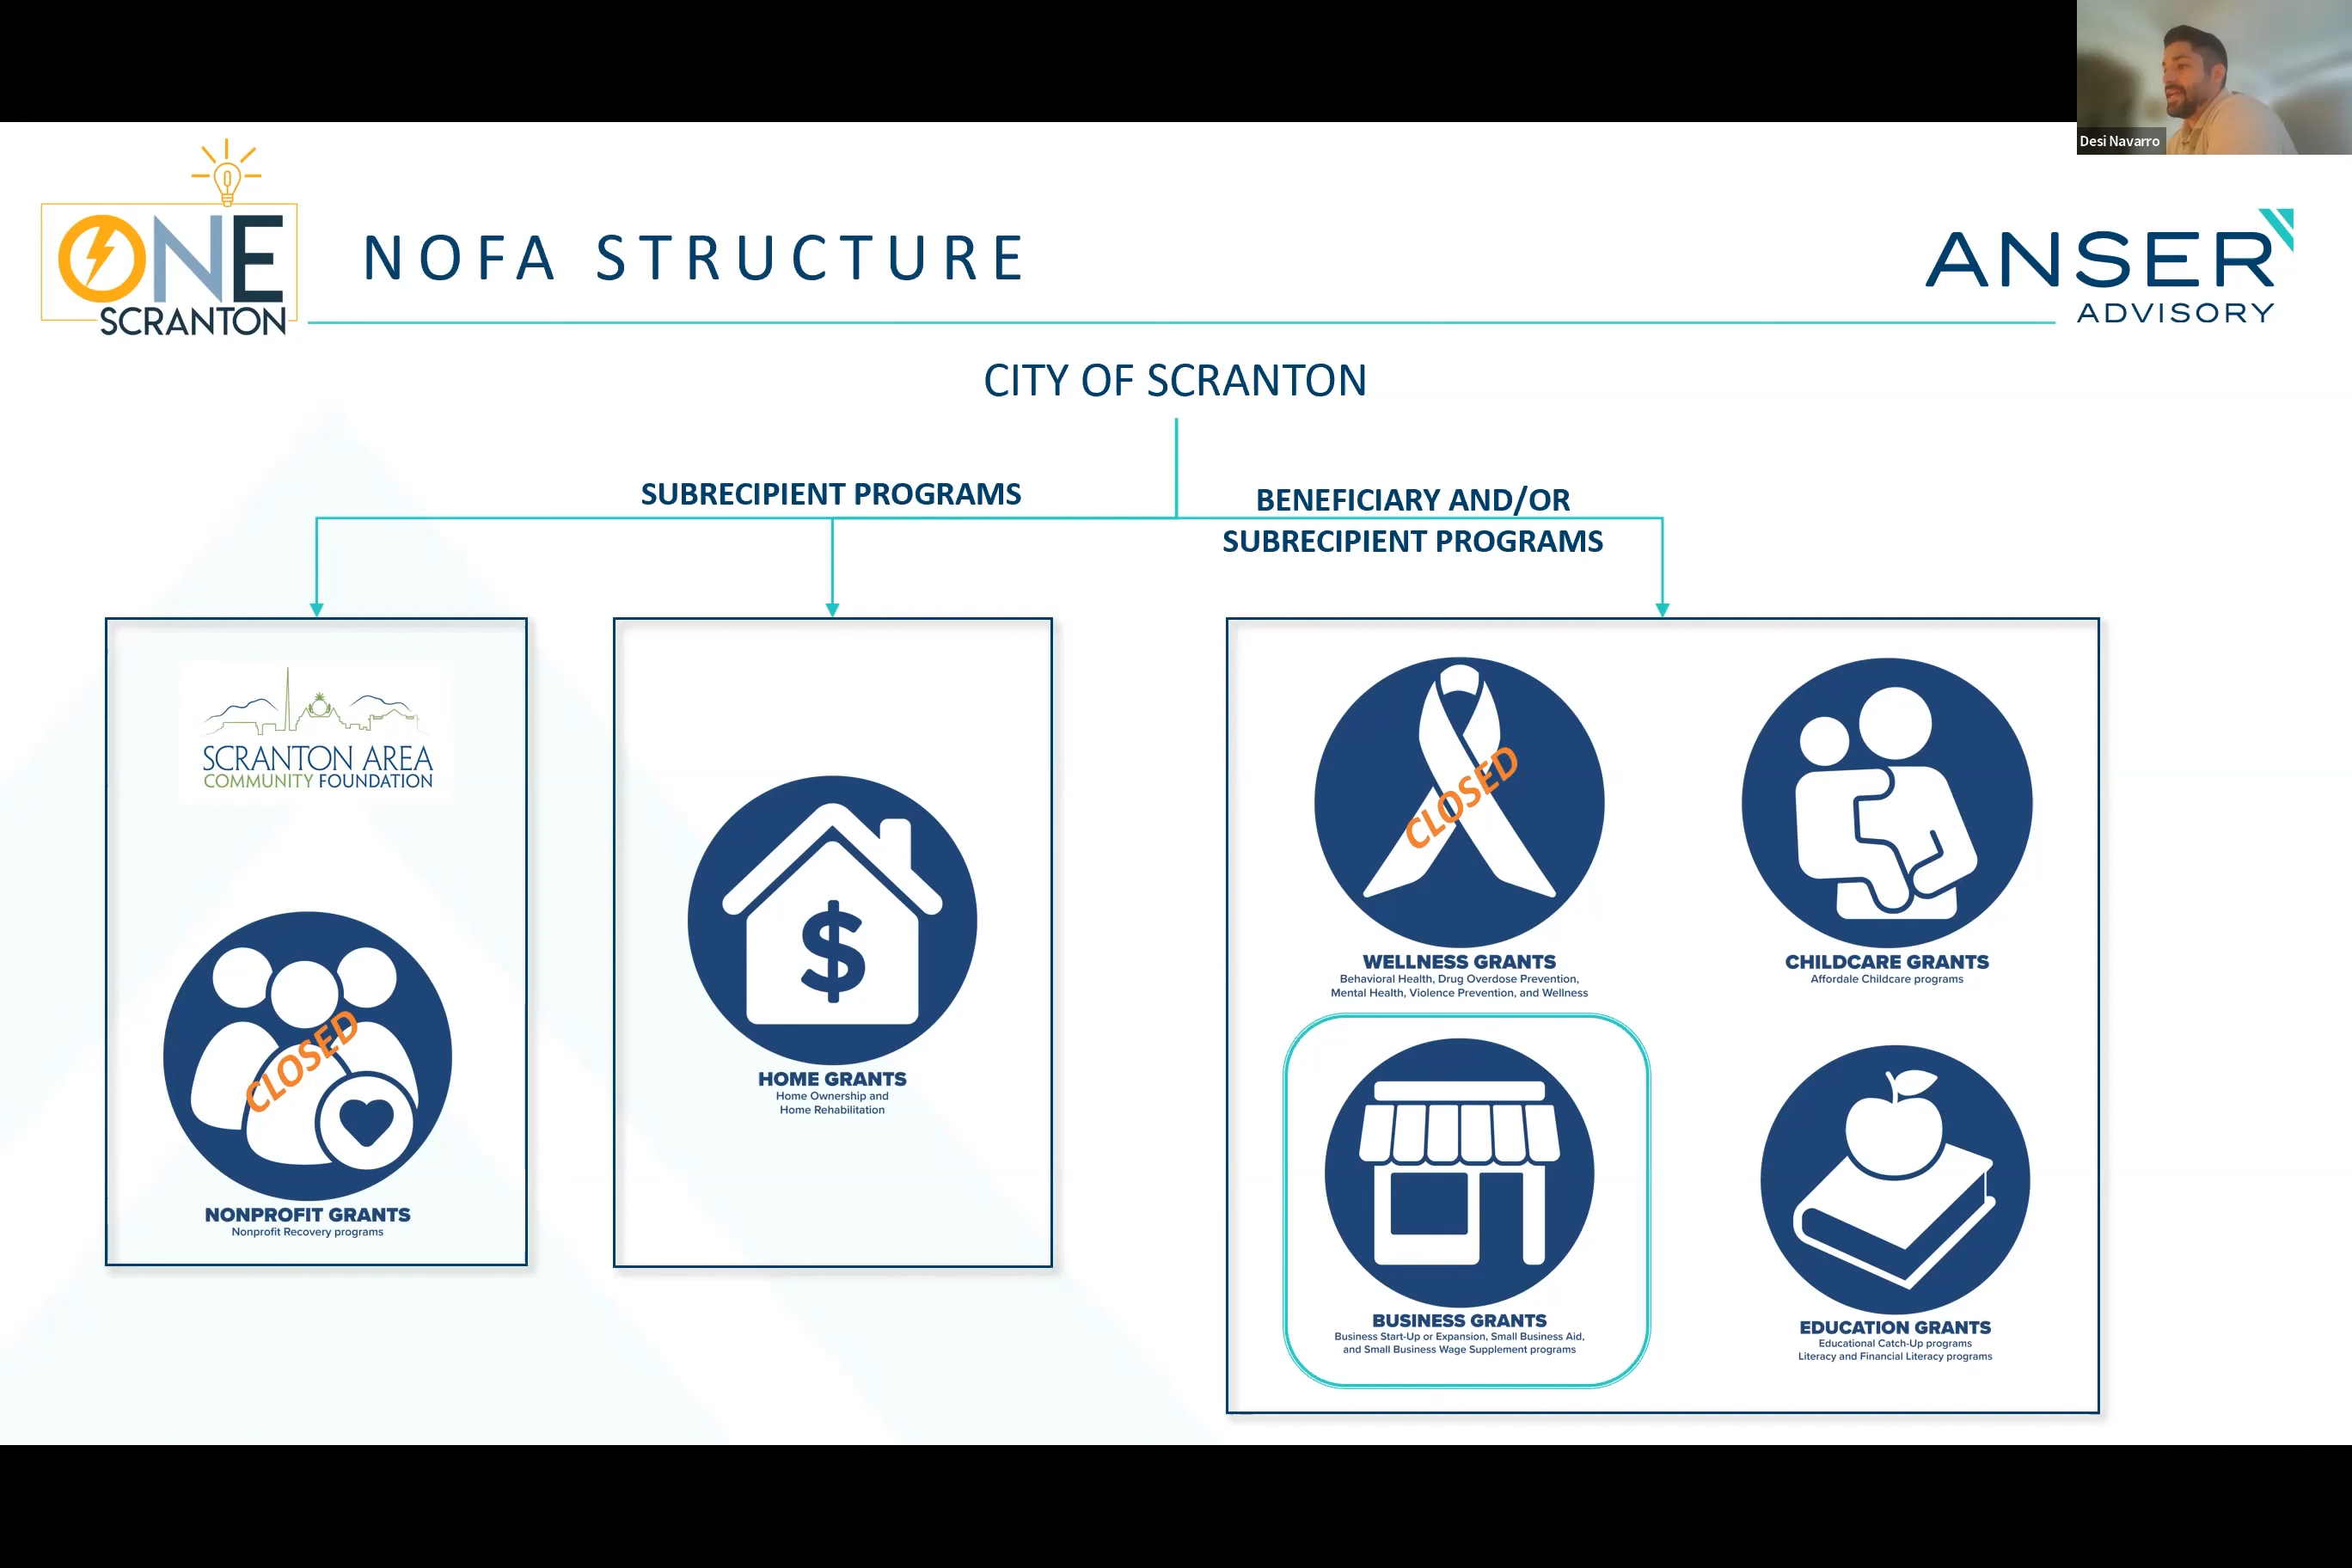 Desi Navarro
ONE
SCRANTON
NOFA STRUCTURE
ANSER
ADVISORY
CITY OF SCRANTON
SUBRECIPIENT PROGRAMS
BENEFICIARY AND/OR
SUBRECIPIENT PROGRAMS
SCRANTON AREA
COMMUNITY FOUNDATION
CLOSED
NONPROFIT GRANTS
Nonprofit Recovery programs
$
HOME GRANTS
Home Ownership and
Home Rehabilitation
CLOSED
WELLNESS GRANTS
Behavioral Health, Drug Overdose Prevention,
Mental Health, Violence Prevention, and Wellness
CHILDCARE GRANTS
Affordale Childcare programs
BUSINESS GRANTS
Business Start-Up or Expansion, Small Business Aid,
and Small Business Wage Supplement programs
EDUCATION GRANTS
Educational Catch-Up programs
Literacy and Financial Literacy programs